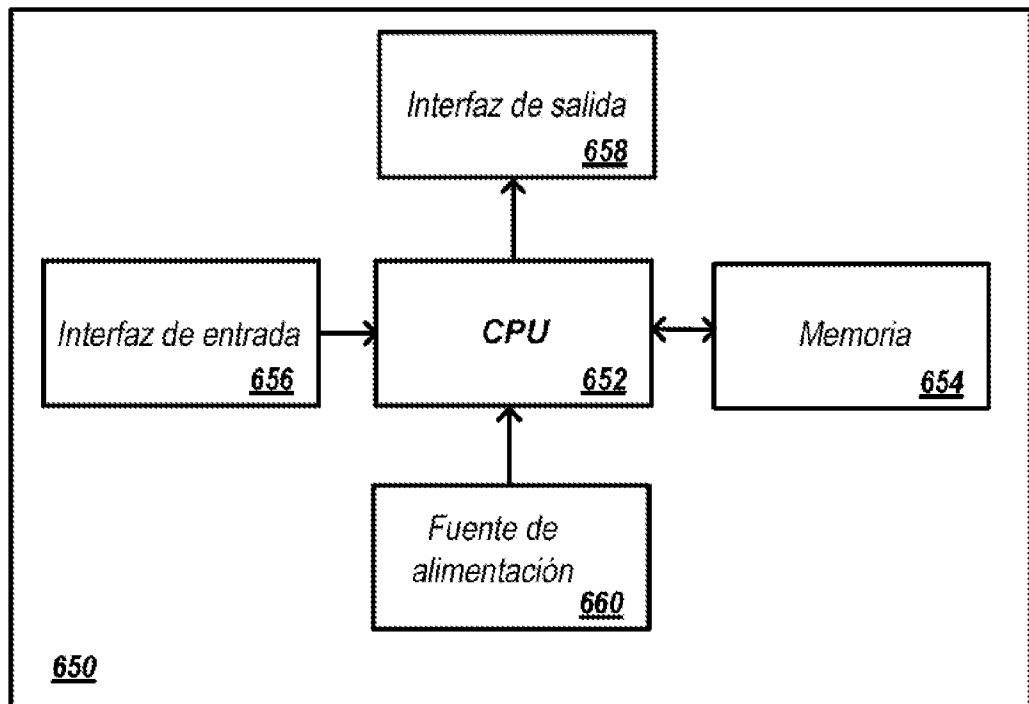 Interfaz de salida
658
Interfaz de entrada
656
CPU
652
Memoria
654
Fuente de
alimentación
660
650